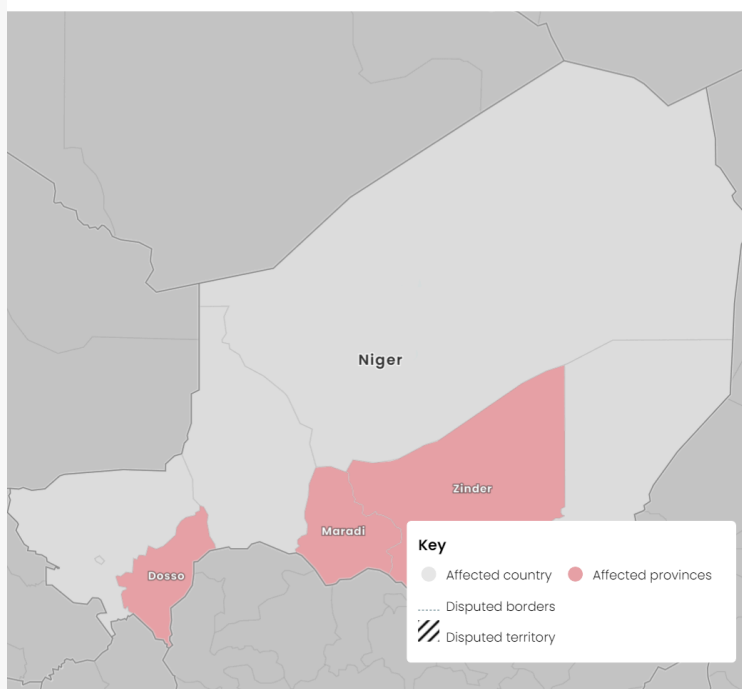 Niger
Zinder
Maradi
Dosso
Key
Affected country
Affected provinces
Disputed borders
Disputed territory